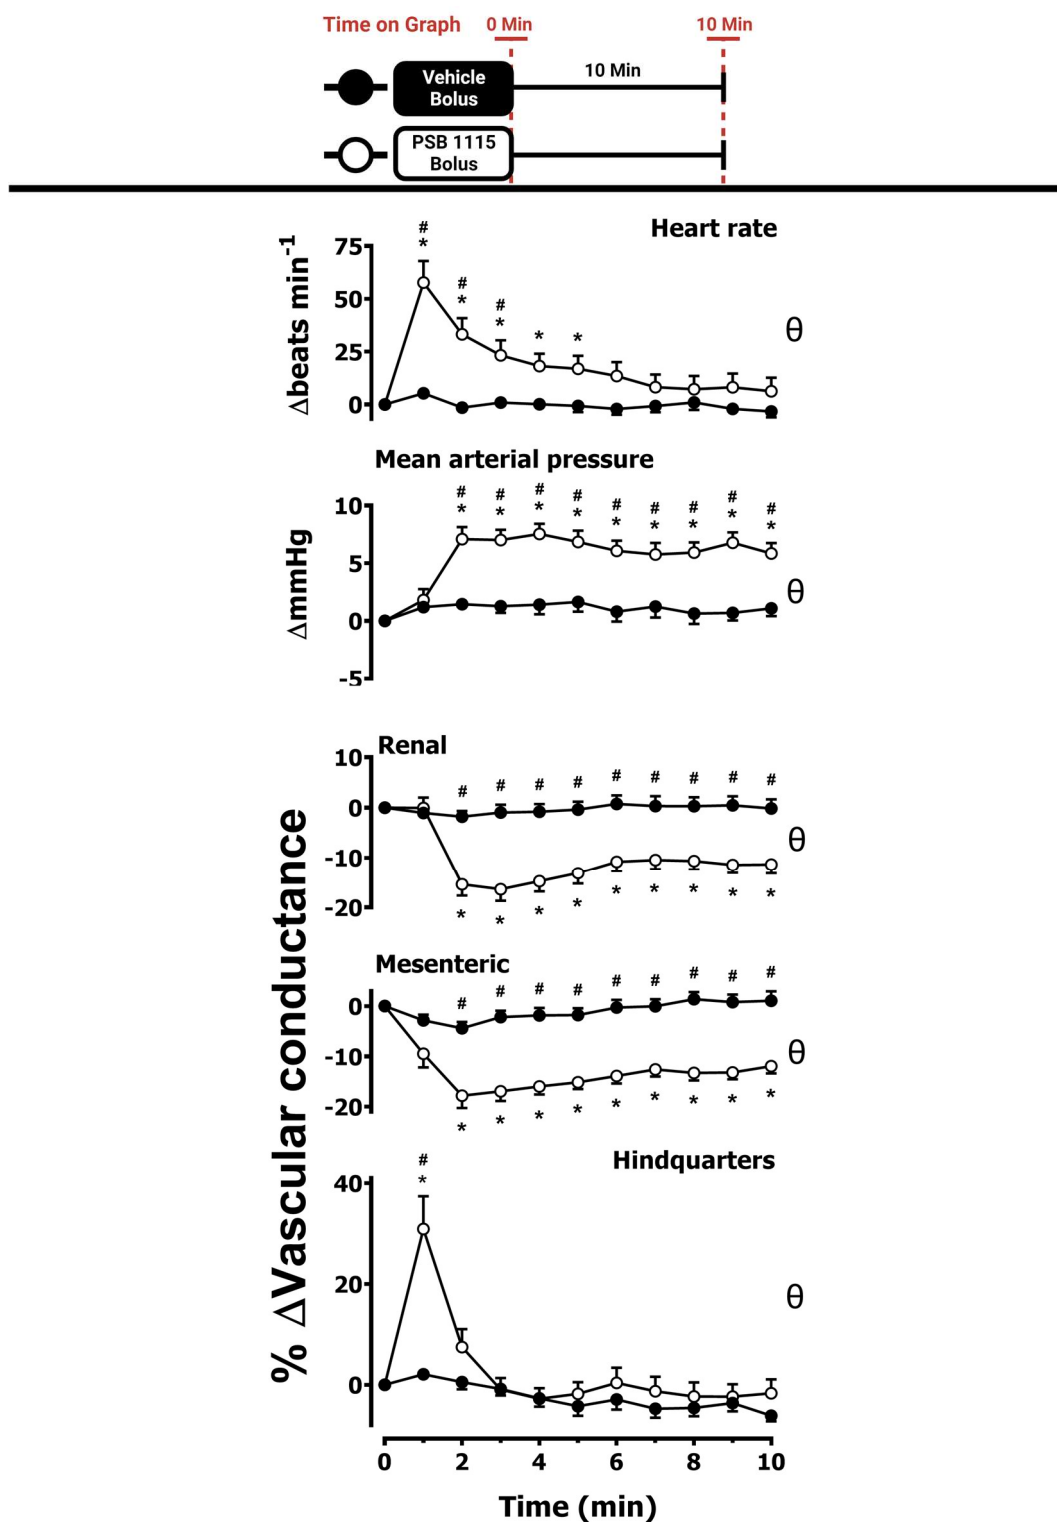 Time on Graph 0 Min 10 Min
Vehicle
Bolus
10 Min
PSB 1115
Bolus
Heart rate
Δbeats min⁻¹
75
50
25
0
# # #
* * * * *
θ
Mean arterial pressure
ΔmmHg
10
5
0
-5
# # # # # # # # #
* * * * * * * * *
θ
% ΔVascular conductance
Renal
10
0
-10
-20
# # # # # # # # #
* * * * * * * * *
θ
Mesenteric
0
-10
-20
# # # # # # # # #
* * * * * * * * *
θ
Hindquarters
40
20
0
#
*
θ
0 2 4 6 8 10
Time (min)